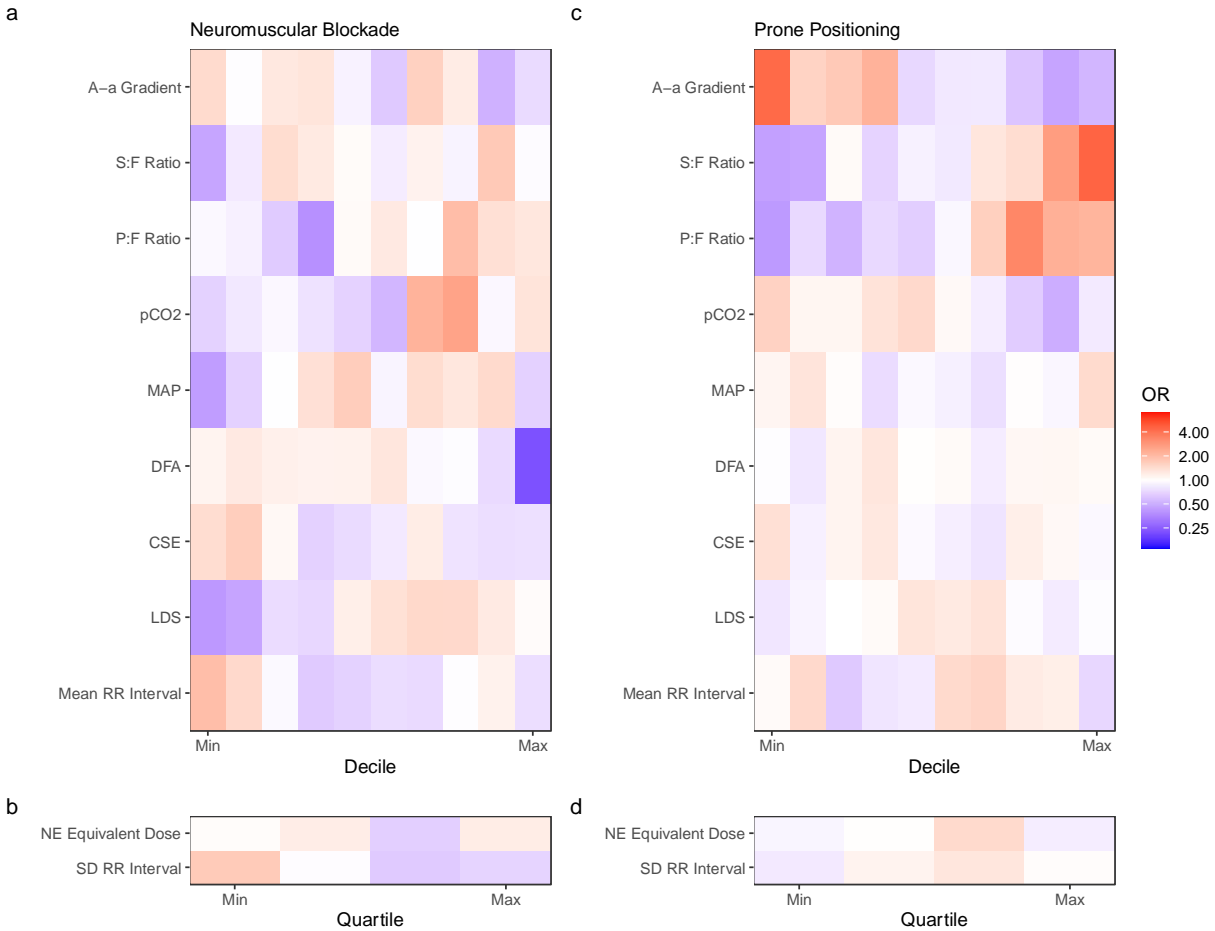 a
Neuromuscular Blockade
A−a Gradient
S:F Ratio
P:F Ratio
pCO2
MAP
DFA
CSE
LDS
Mean RR Interval
Min Max
Decile
b
NE Equivalent Dose
SD RR Interval
Min Max
Quartile
c
Prone Positioning
A−a Gradient
S:F Ratio
P:F Ratio
pCO2
MAP
DFA
CSE
LDS
Mean RR Interval
Min Max
Decile
d
NE Equivalent Dose
SD RR Interval
Min Max
Quartile
OR
4.00
2.00
1.00
0.50
0.25